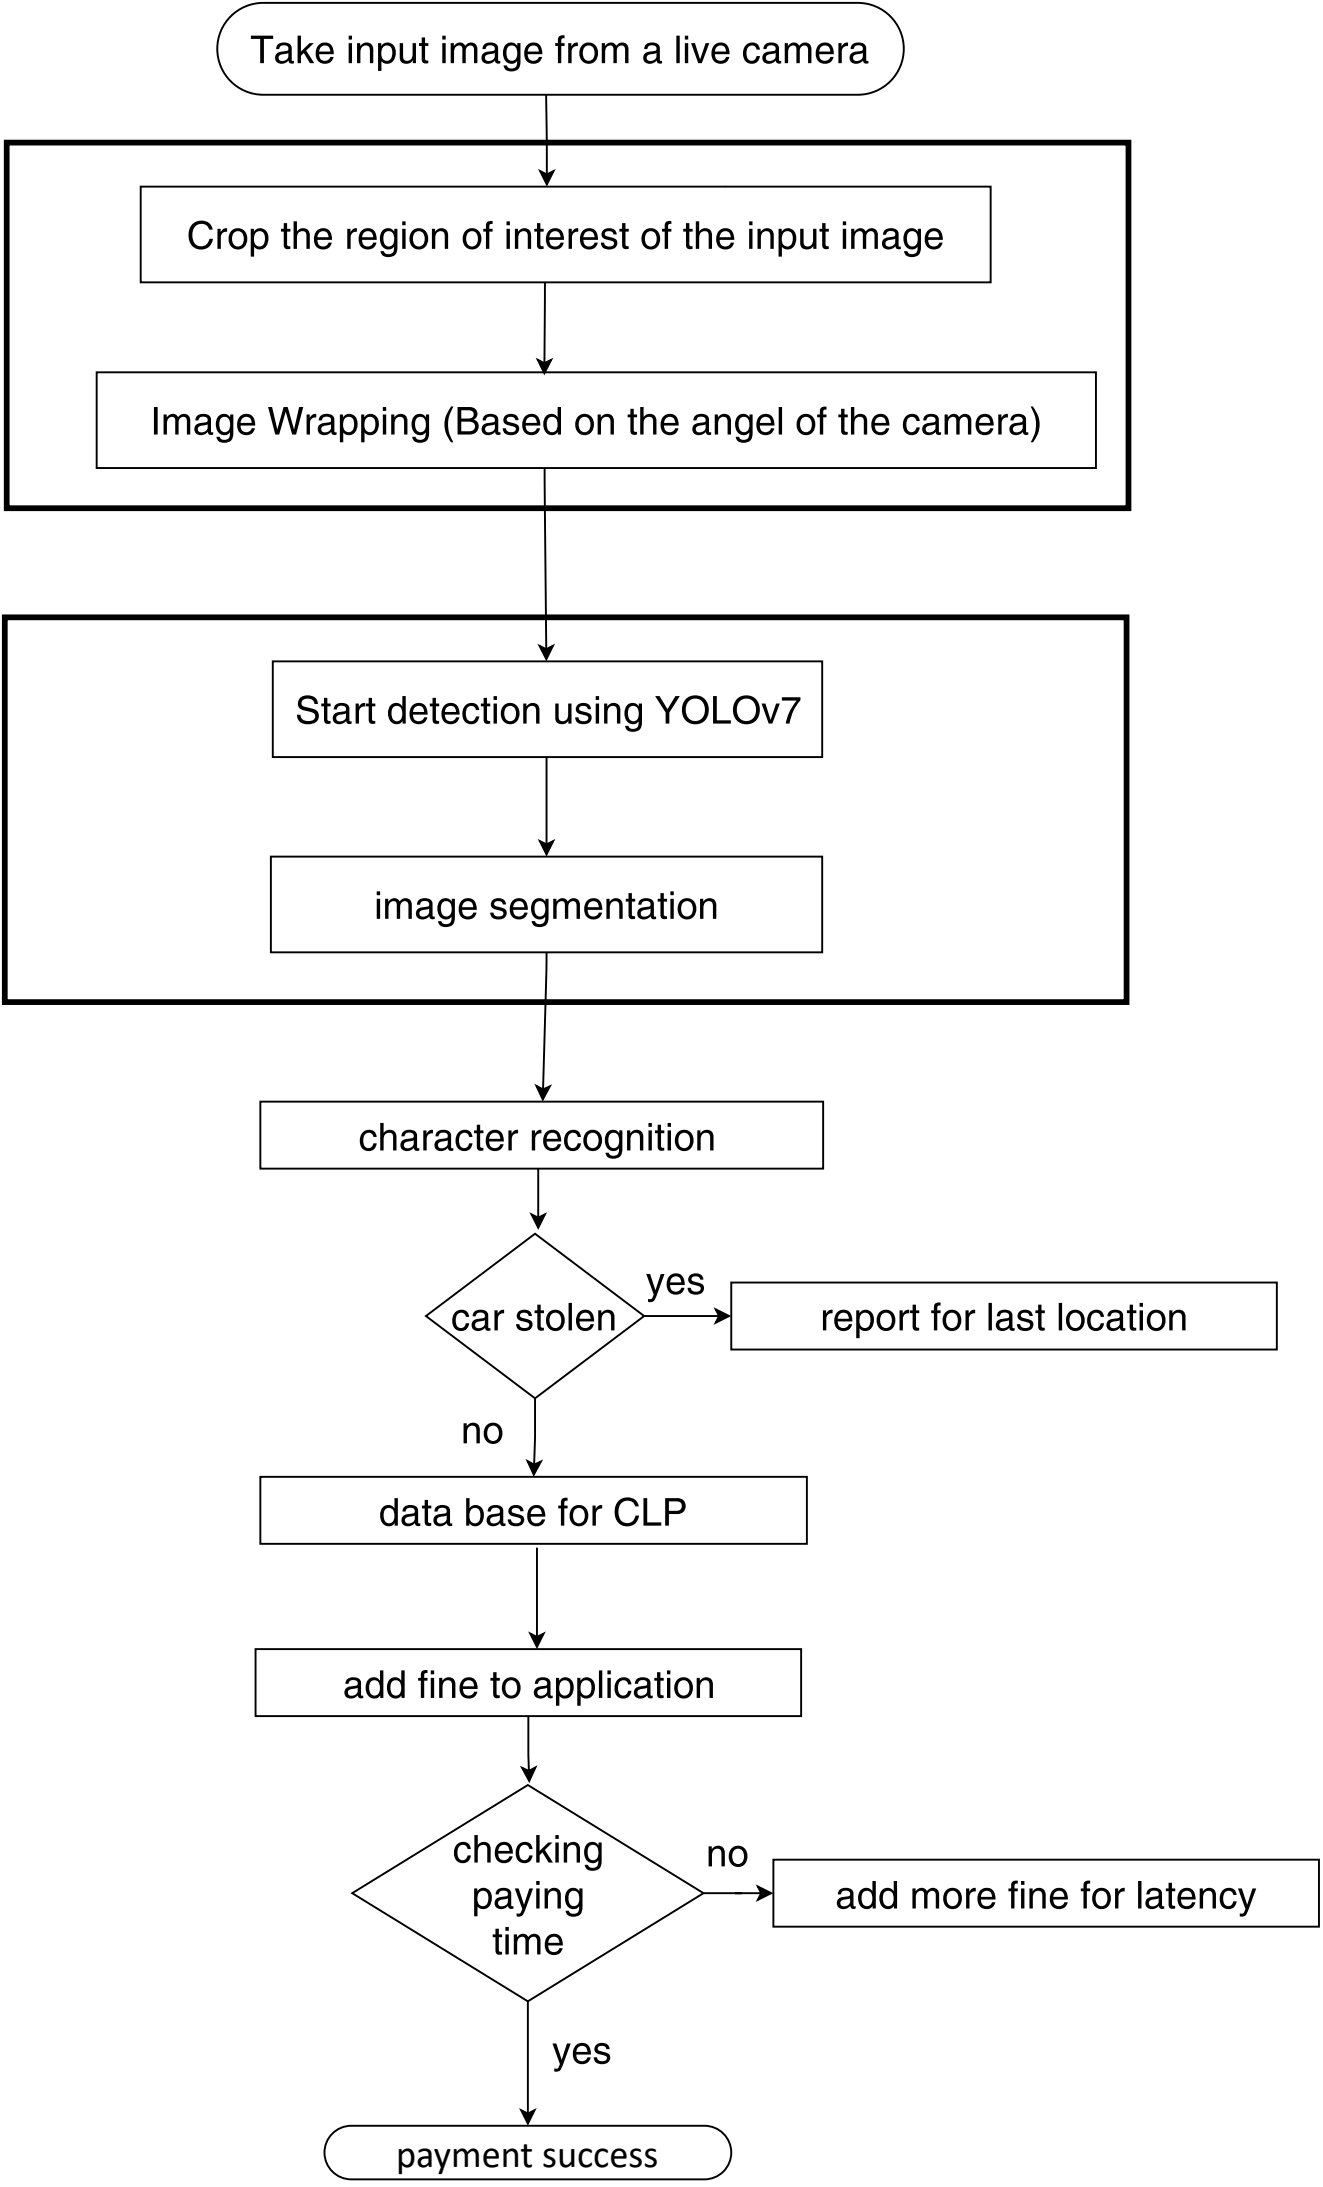 Take input image from a live camera
Crop the region of interest of the input image
Image Wrapping (Based on the angel of the camera)
Start detection using YOLOv7
image segmentation
character recognition
car stolen
yes
report for last location
no
data base for CLP
add fine to application
checking
paying
time
no
add more fine for latency
yes
payment success